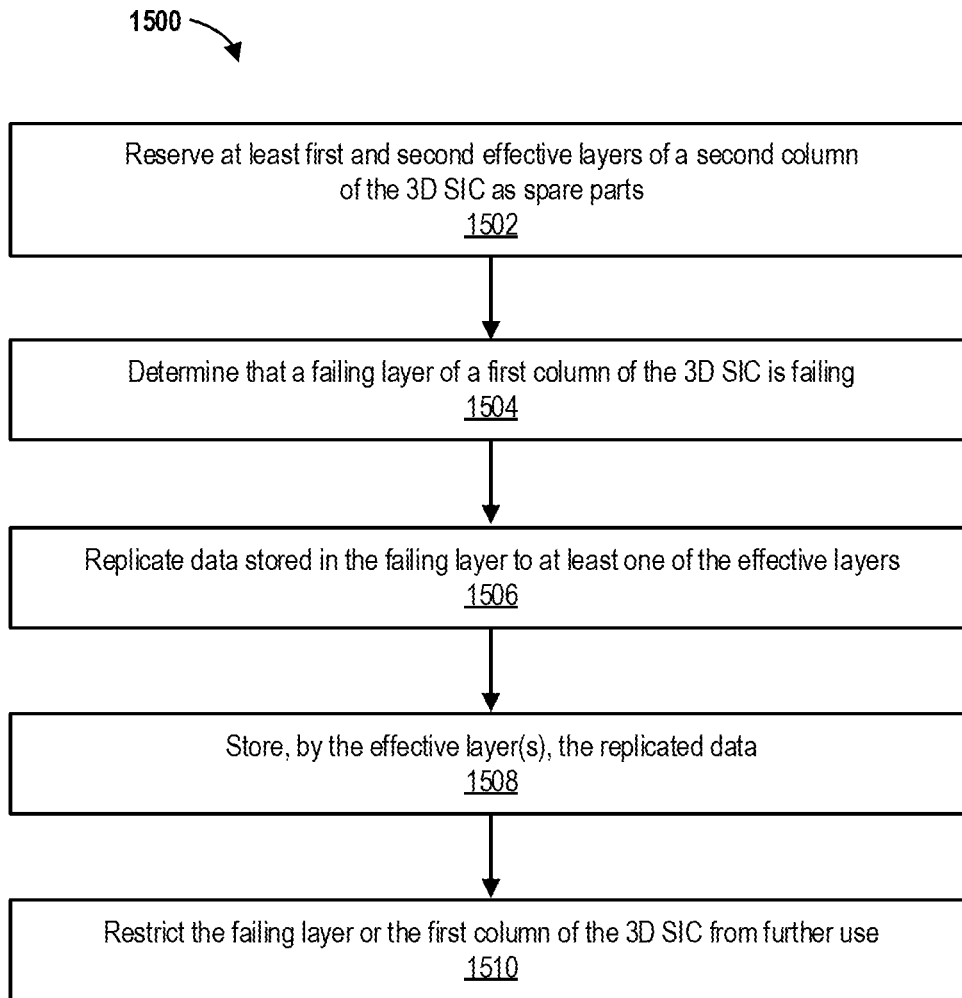 1500
Reserve at least first and second effective layers of a second column
of the 3D SIC as spare parts
1502
Determine that a failing layer of a first column of the 3D SIC is failing
1504
Replicate data stored in the failing layer to at least one of the effective layers
1506
Store, by the effective layer(s), the replicated data
1508
Restrict the failing layer or the first column of the 3D SIC from further use
1510